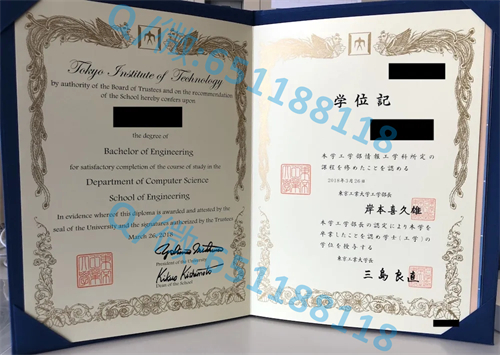 Tokyo Institute of Technology
by authority of the Board of Trustees and on the recommendation
of the School hereby confers upon
the degree of
Bachelor of Engineering
for satisfactory completion of the course of study in the
Department of Computer Science
School of Engineering
In evidence whereof this diploma is awarded and attested by the
seal of the University and the signatures authorized by the Trustees
March 26, 2018
President of the University
Kikuo Kishimoto
Dean of the School
学位記
本学工学部情報工学科所定の
課程を修めたことを認める
2018年3月26日
東京工業大学工学部長
岸本喜久雄
本学工学部長の認定により本学を
卒業したことを認め学士(工学)の
学位を授与する
東京工業大学長
三島良直
Q/微:651188118
Q/微:651188118